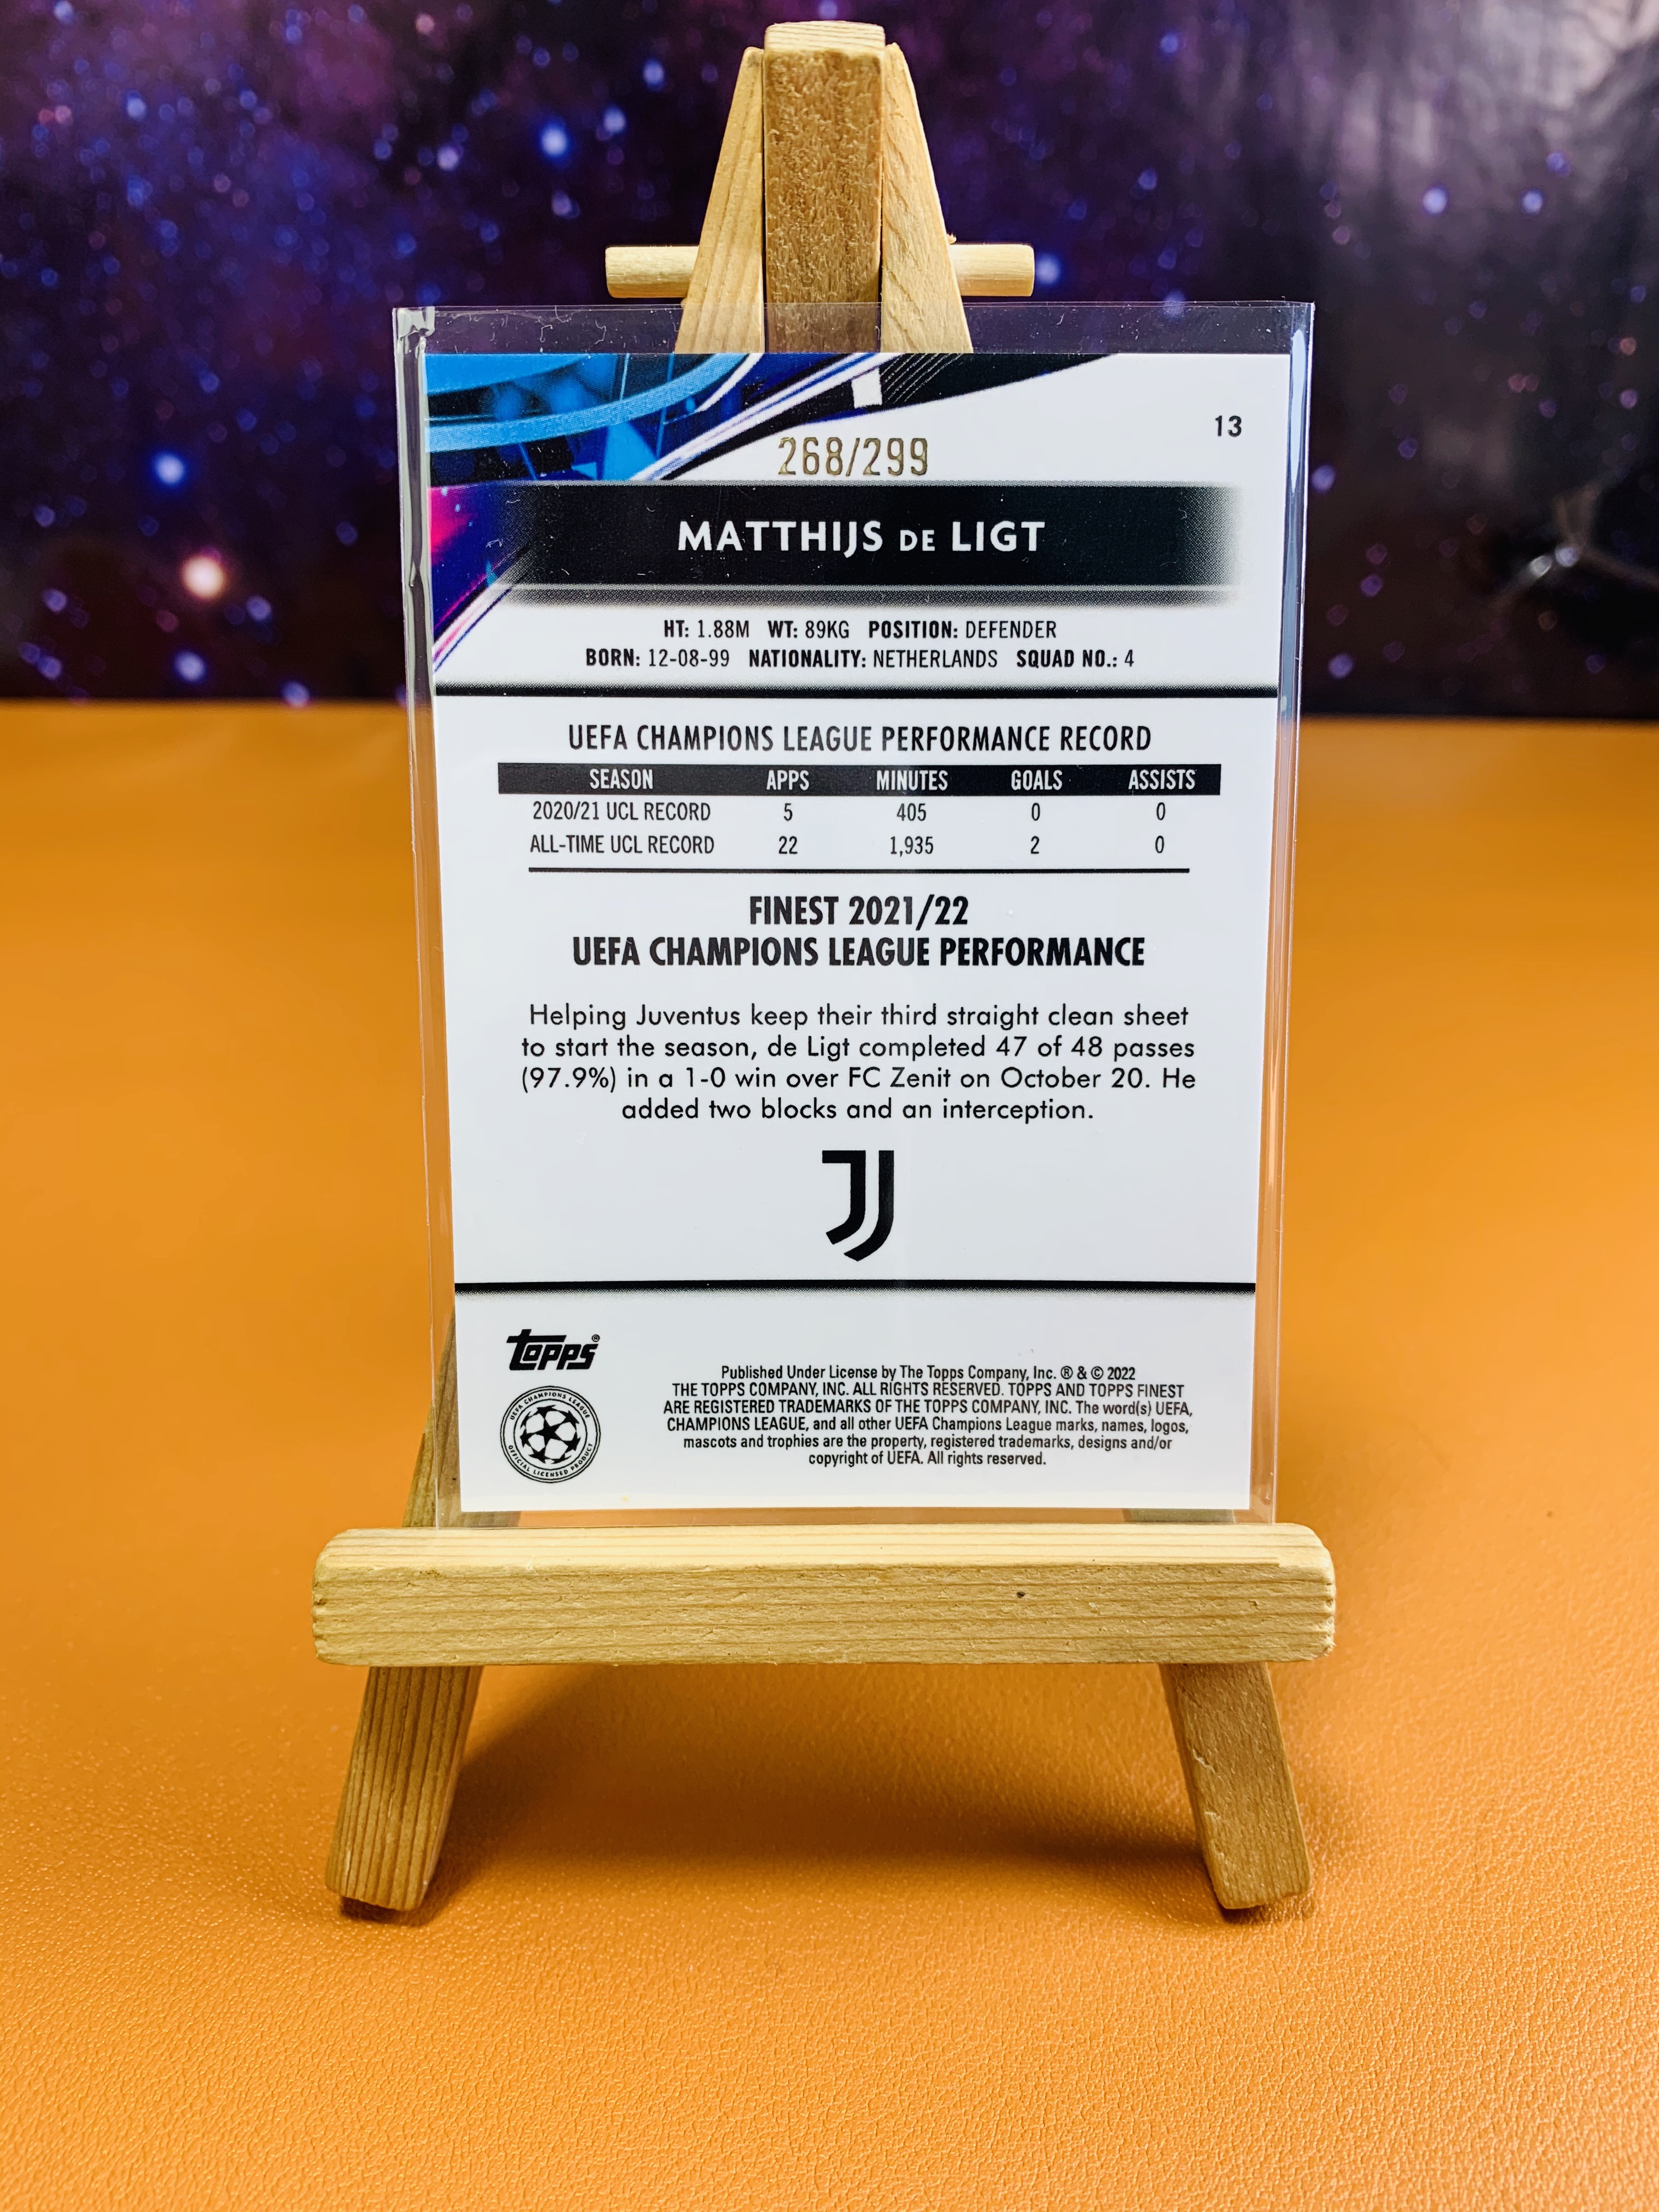 13
268/299
MATTHIJS DE LIGT
HT: 1.88M WT: 89KG POSITION: DEFENDER
BORN: 12-08-99 NATIONALITY: NETHERLANDS SQUAD NO.: 4
UEFA CHAMPIONS LEAGUE PERFORMANCE RECORD
SEASON APPS MINUTES GOALS ASSISTS
2020/21 UCL RECORD 5 405 0 0
ALL-TIME UCL RECORD 22 1,935 2 0
FINEST 2021/22
UEFA CHAMPIONS LEAGUE PERFORMANCE
Helping Juventus keep their third straight clean sheet
to start the season, de Ligt completed 47 of 48 passes
(97.9%) in a 1-0 win over FC Zenit on October 20. He
added two blocks and an interception.
topps®
UEFA CHAMPIONS LEAGUE
OFFICIAL LICENSED PRODUCT
Published Under License by The Topps Company, Inc. ® & © 2022
THE TOPPS COMPANY, INC. ALL RIGHTS RESERVED. TOPPS AND TOPPS FINEST
ARE REGISTERED TRADEMARKS OF THE TOPPS COMPANY, INC. The word(s) UEFA,
CHAMPIONS LEAGUE, and all other UEFA Champions League marks, names, logos,
mascots and trophies are the property, registered trademarks, designs and/or
copyright of UEFA. All rights reserved.